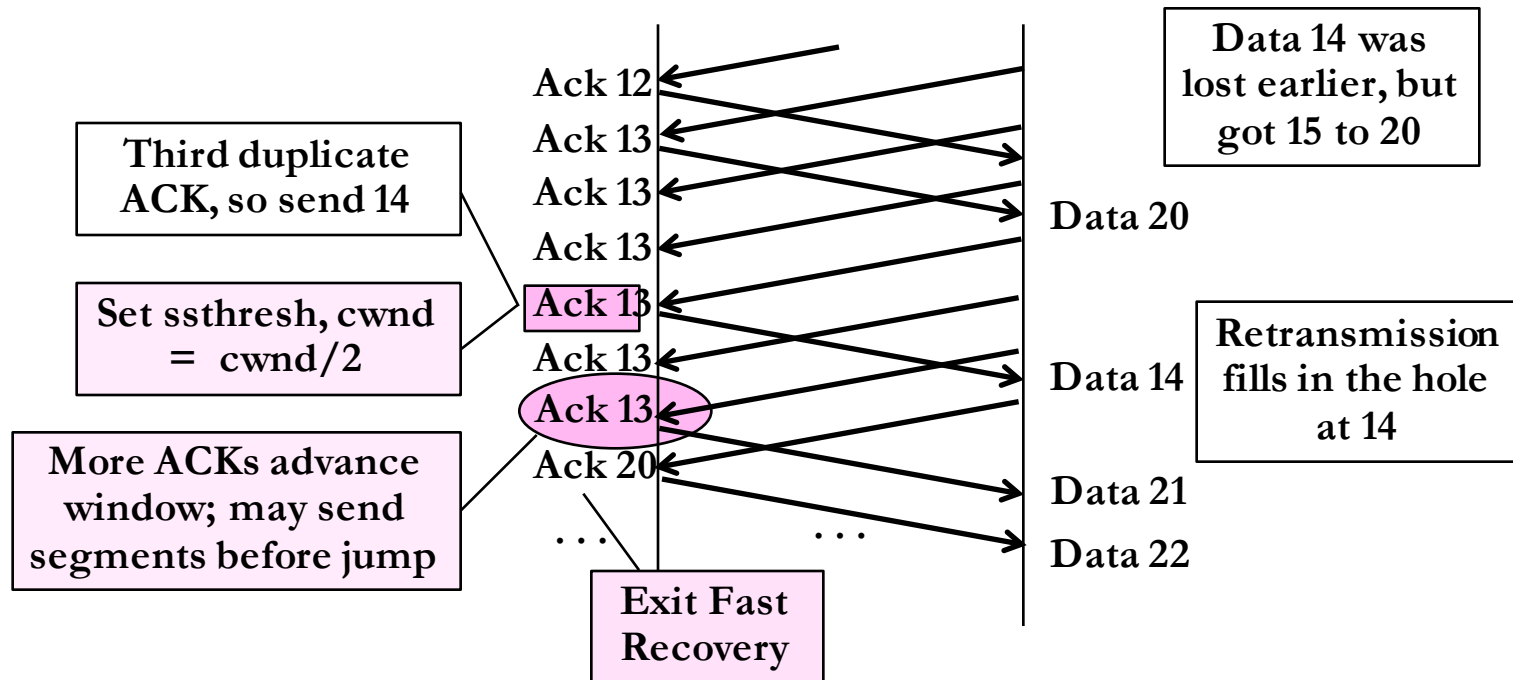 Data 14 was
lost earlier, but
got 15 to 20
Third duplicate
ACK, so send 14
Set ssthresh, cwnd
= cwnd/2
More ACKs advance
window; may send
segments before jump
Ack 12
Ack 13
Ack 13
Ack 13
Ack 13
Ack 13
Ack 13
Ack 20
. . .
. . .
Exit Fast
Recovery
Data 20
Data 14
Data 21
Data 22
Retransmission
fills in the hole
at 14